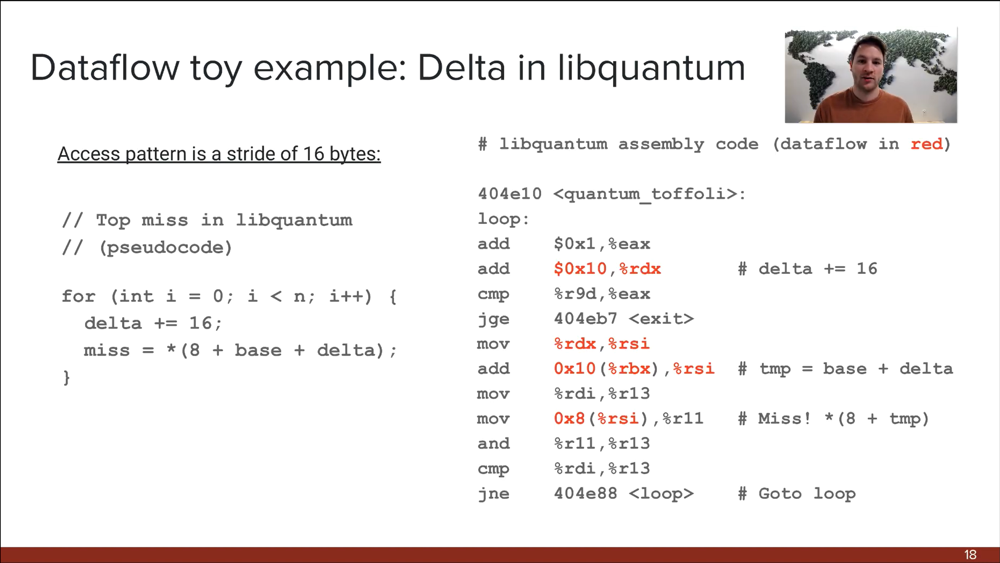 Dataflow toy example: Delta in libquantum
Access pattern is a stride of 16 bytes:
// Top miss in libquantum
// (pseudocode)
for (int i = 0; i < n; i++) {
  delta += 16;
  miss = *(8 + base + delta);
}
# libquantum assembly code (dataflow in red)
404e10 <quantum_toffoli>:
loop:
add $0x1,%eax
add $0x10,%rdx # delta += 16
cmp %r9d,%eax
jge 404eb7 <exit>
mov %rdx,%rsi
add 0x10(%rbx),%rsi # tmp = base + delta
mov %rdi,%r13
mov 0x8(%rsi),%r11 # Miss! *(8 + tmp)
and %r11,%r13
cmp %rdi,%r13
jne 404e88 <loop> # Goto loop
18